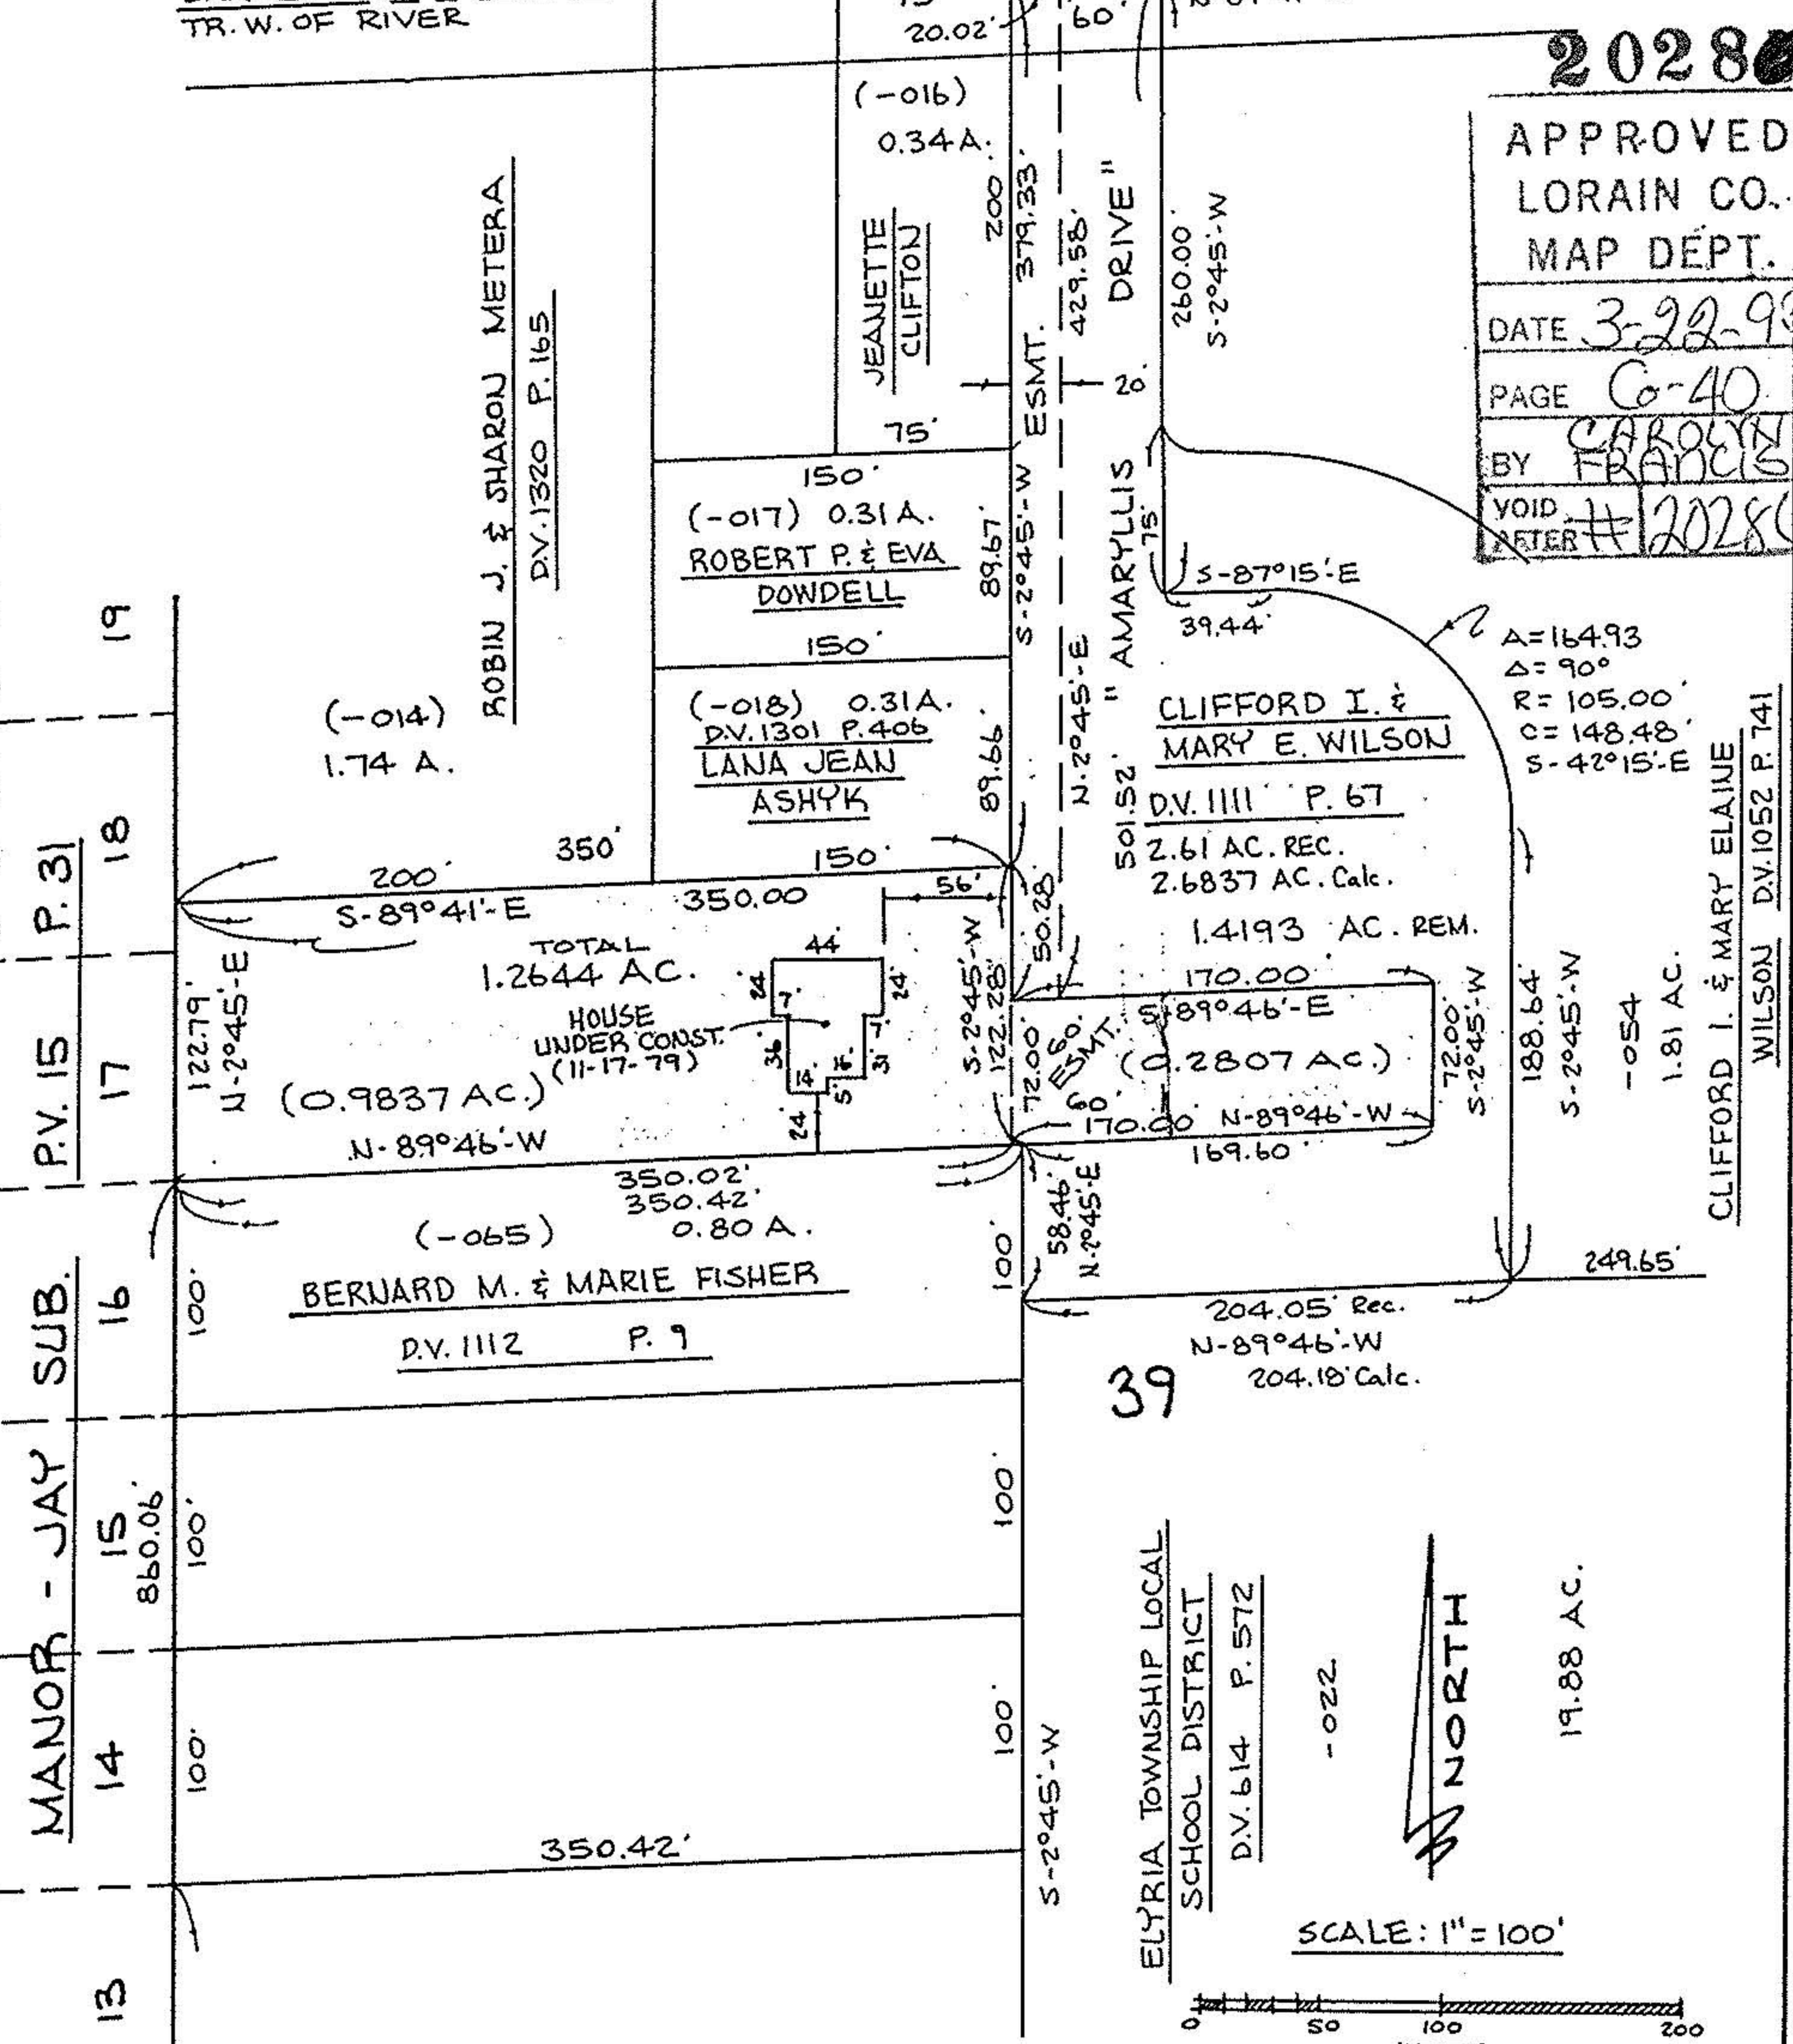 TR. W. OF RIVER
20.02'
60'
2028
APPROVED
LORAIN CO.
MAP DEPT.
DATE 3-22-93
PAGE Co-40
BY CAROLYN
FRANCIS
VOID
AFTER # 2028
(-016)
0.34 A.
JEANETTE
CLIFTON
200'
75'
ROBIN J. & SHARON METERA
D.V. 1320 P. 165
(-014)
1.74 A.
150'
(-017) 0.31 A.
ROBERT P. & EVA
DOWDELL
89.67'
150'
(-018) 0.31 A.
D.V. 1301 P. 406
LANA JEAN
ASHYK
89.66'
150'
S-2°45'-W ESMT. 379.33'
N-2°45'-E 429.58'
20'
"AMARYLLIS DRIVE"
501.52'
260.00'
S-2°45'-W
75'
S-87°15'-E
39.44'
A=164.93
Δ=90°
R=105.00'
C=148.48'
S-42°15'-E
CLIFFORD I. &
MARY E. WILSON
D.V. 1111 P. 67
2.61 AC. REC.
2.6837 AC. Calc.
1.4193 AC. REM.
CLIFFORD I. & MARY ELAINE
WILSON D.V. 1052 P. 741
-054
1.81 AC.
188.64'
S-2°45'-W
200'
350'
S-89°41'-E
350.00
56'
TOTAL
1.2644 AC.
44'
24'
7'
24'
7'
36'
31'
14'
16'
5'
24'
HOUSE
UNDER CONST.
(11-17-79)
(0.9837 AC.)
122.79'
N-2°45'-E
S-2°45'-W
122.28'
50.28'
72.00'
170.00'
S-89°46'-E
60'
ESMT.
(0.2807 AC.)
60'
170.00' N-89°46'-W
169.60'
72.00'
S-2°45'-W
N-89°46'-W
350.02'
350.42'
(-065) 0.80 A.
BERNARD M. & MARIE FISHER
D.V. 1112 P. 9
100'
100'
58.46'
N-2°45'-E
249.65'
204.05' Rec.
N-89°46'-W
204.18' Calc.
39
MANOR - JAY SUB. P.V. 15 P. 31
13 14 15 16 17 18 19
860.06'
100'
100'
100'
100'
350.42'
S-2°45'-W
ELYRIA TOWNSHIP LOCAL
SCHOOL DISTRICT
D.V. 614 P. 572
-022
19.88 AC.
NORTH
SCALE: 1"=100'
0 50 100 200